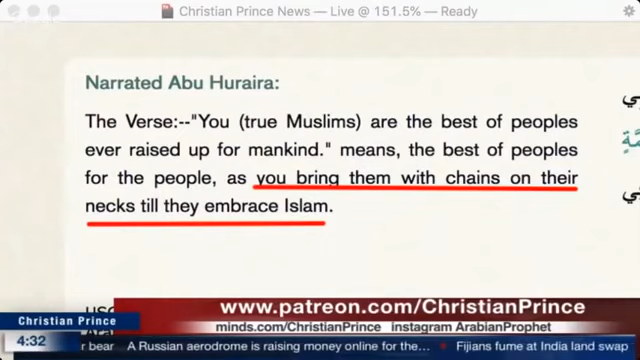 Christian Prince News — Live @ 151.5% — Ready
Narrated Abu Huraira:
The Verse:--"You (true Muslims) are the best of peoples
ever raised up for mankind." means, the best of peoples
for the people, as you bring them with chains on their
necks till they embrace Islam.
www.patreon.com/ChristianPrince
Christian Prince
minds.com/ChristianPrince instagram ArabianProphet
4:32
r bear A Russian aerodrome is raising money online for the... Fijians fume at India land swap